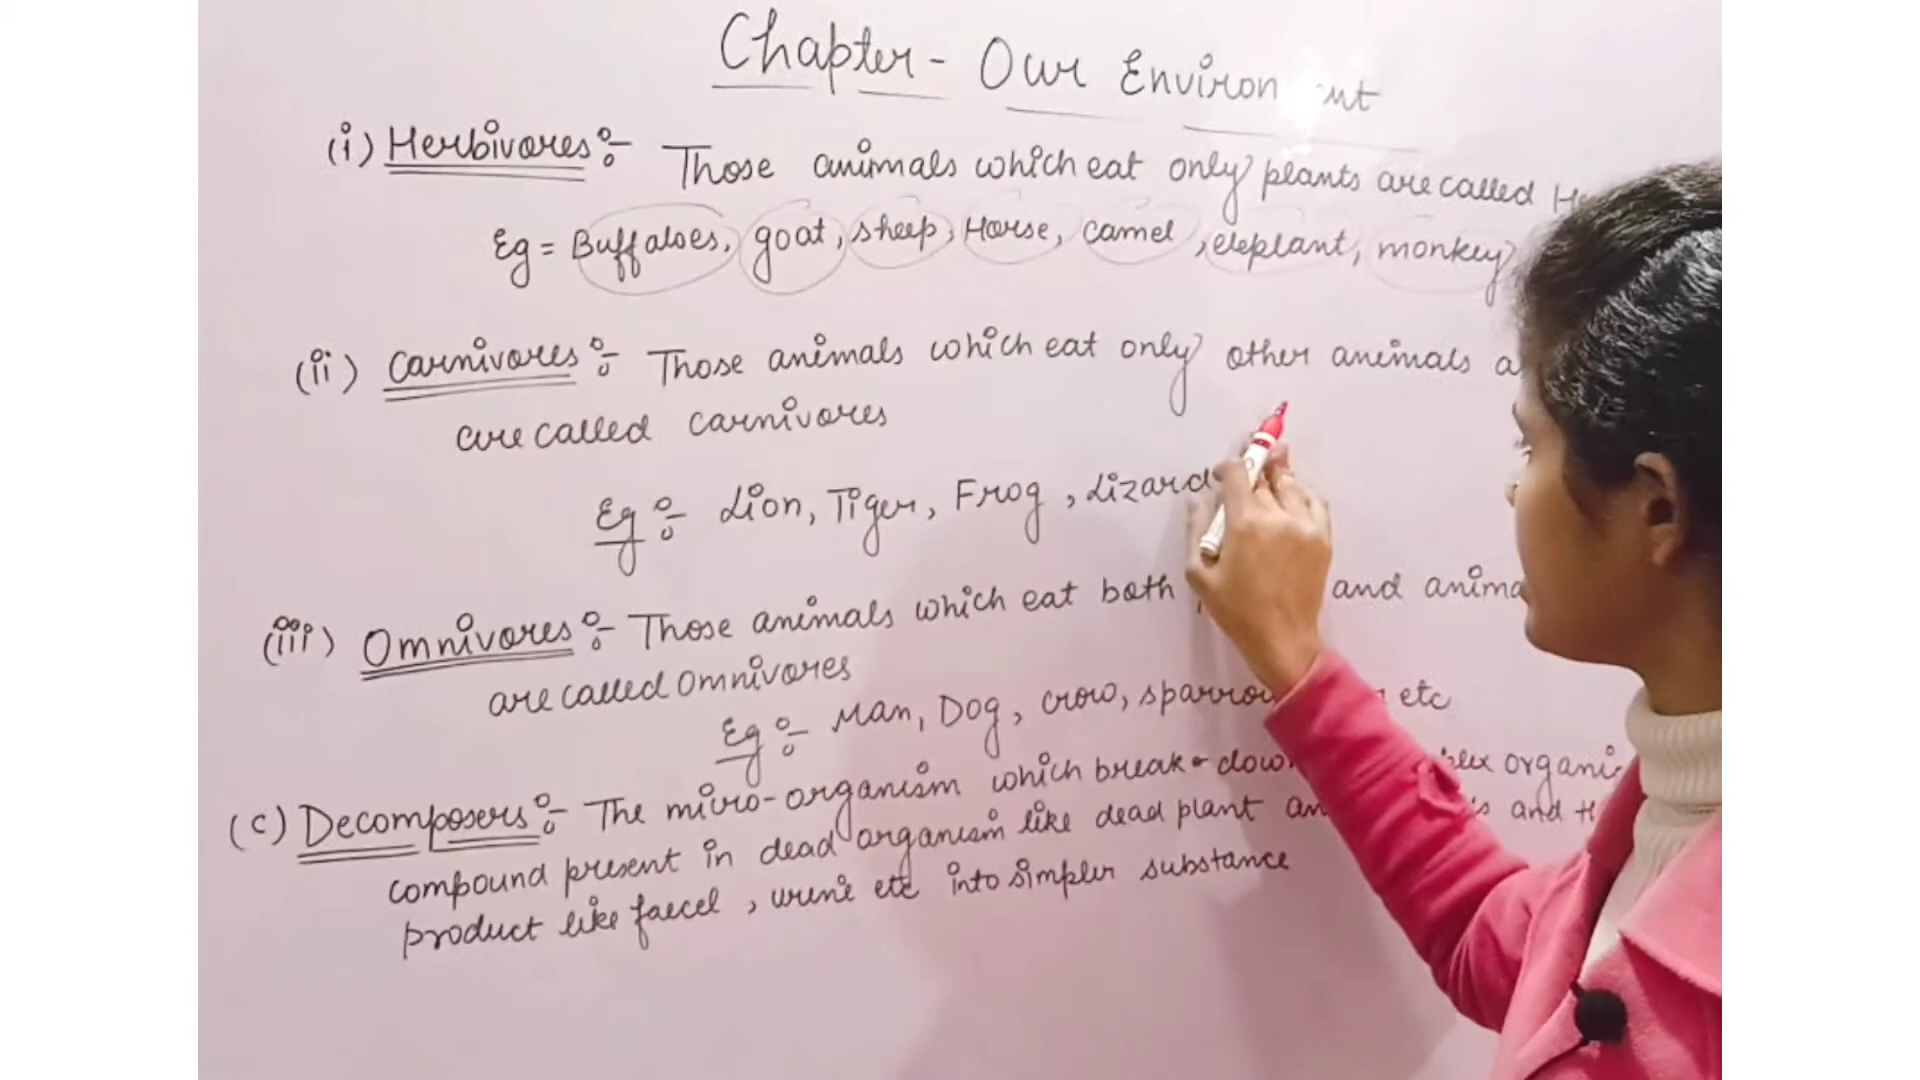 Chapter - Our Environ
(i) Herbivores :- Those animals which eat only plants are called
Eg = Buffaloes, goat, sheep, Horse, camel, eleplant, monkey
(ii) Carnivores :- Those animals which eat only other animals
are called carnivores
Eg :- Lion, Tiger, Frog, Lizard
(iii) Omnivores :- Those animals which eat both and
are called Omnivores
Eg :- Man, Dog, crow, etc
(c) Decomposers :- The micro-organism which break-down organic
compound present in dead organism like dead plant and
product like faecel, urene etc into simpler substance